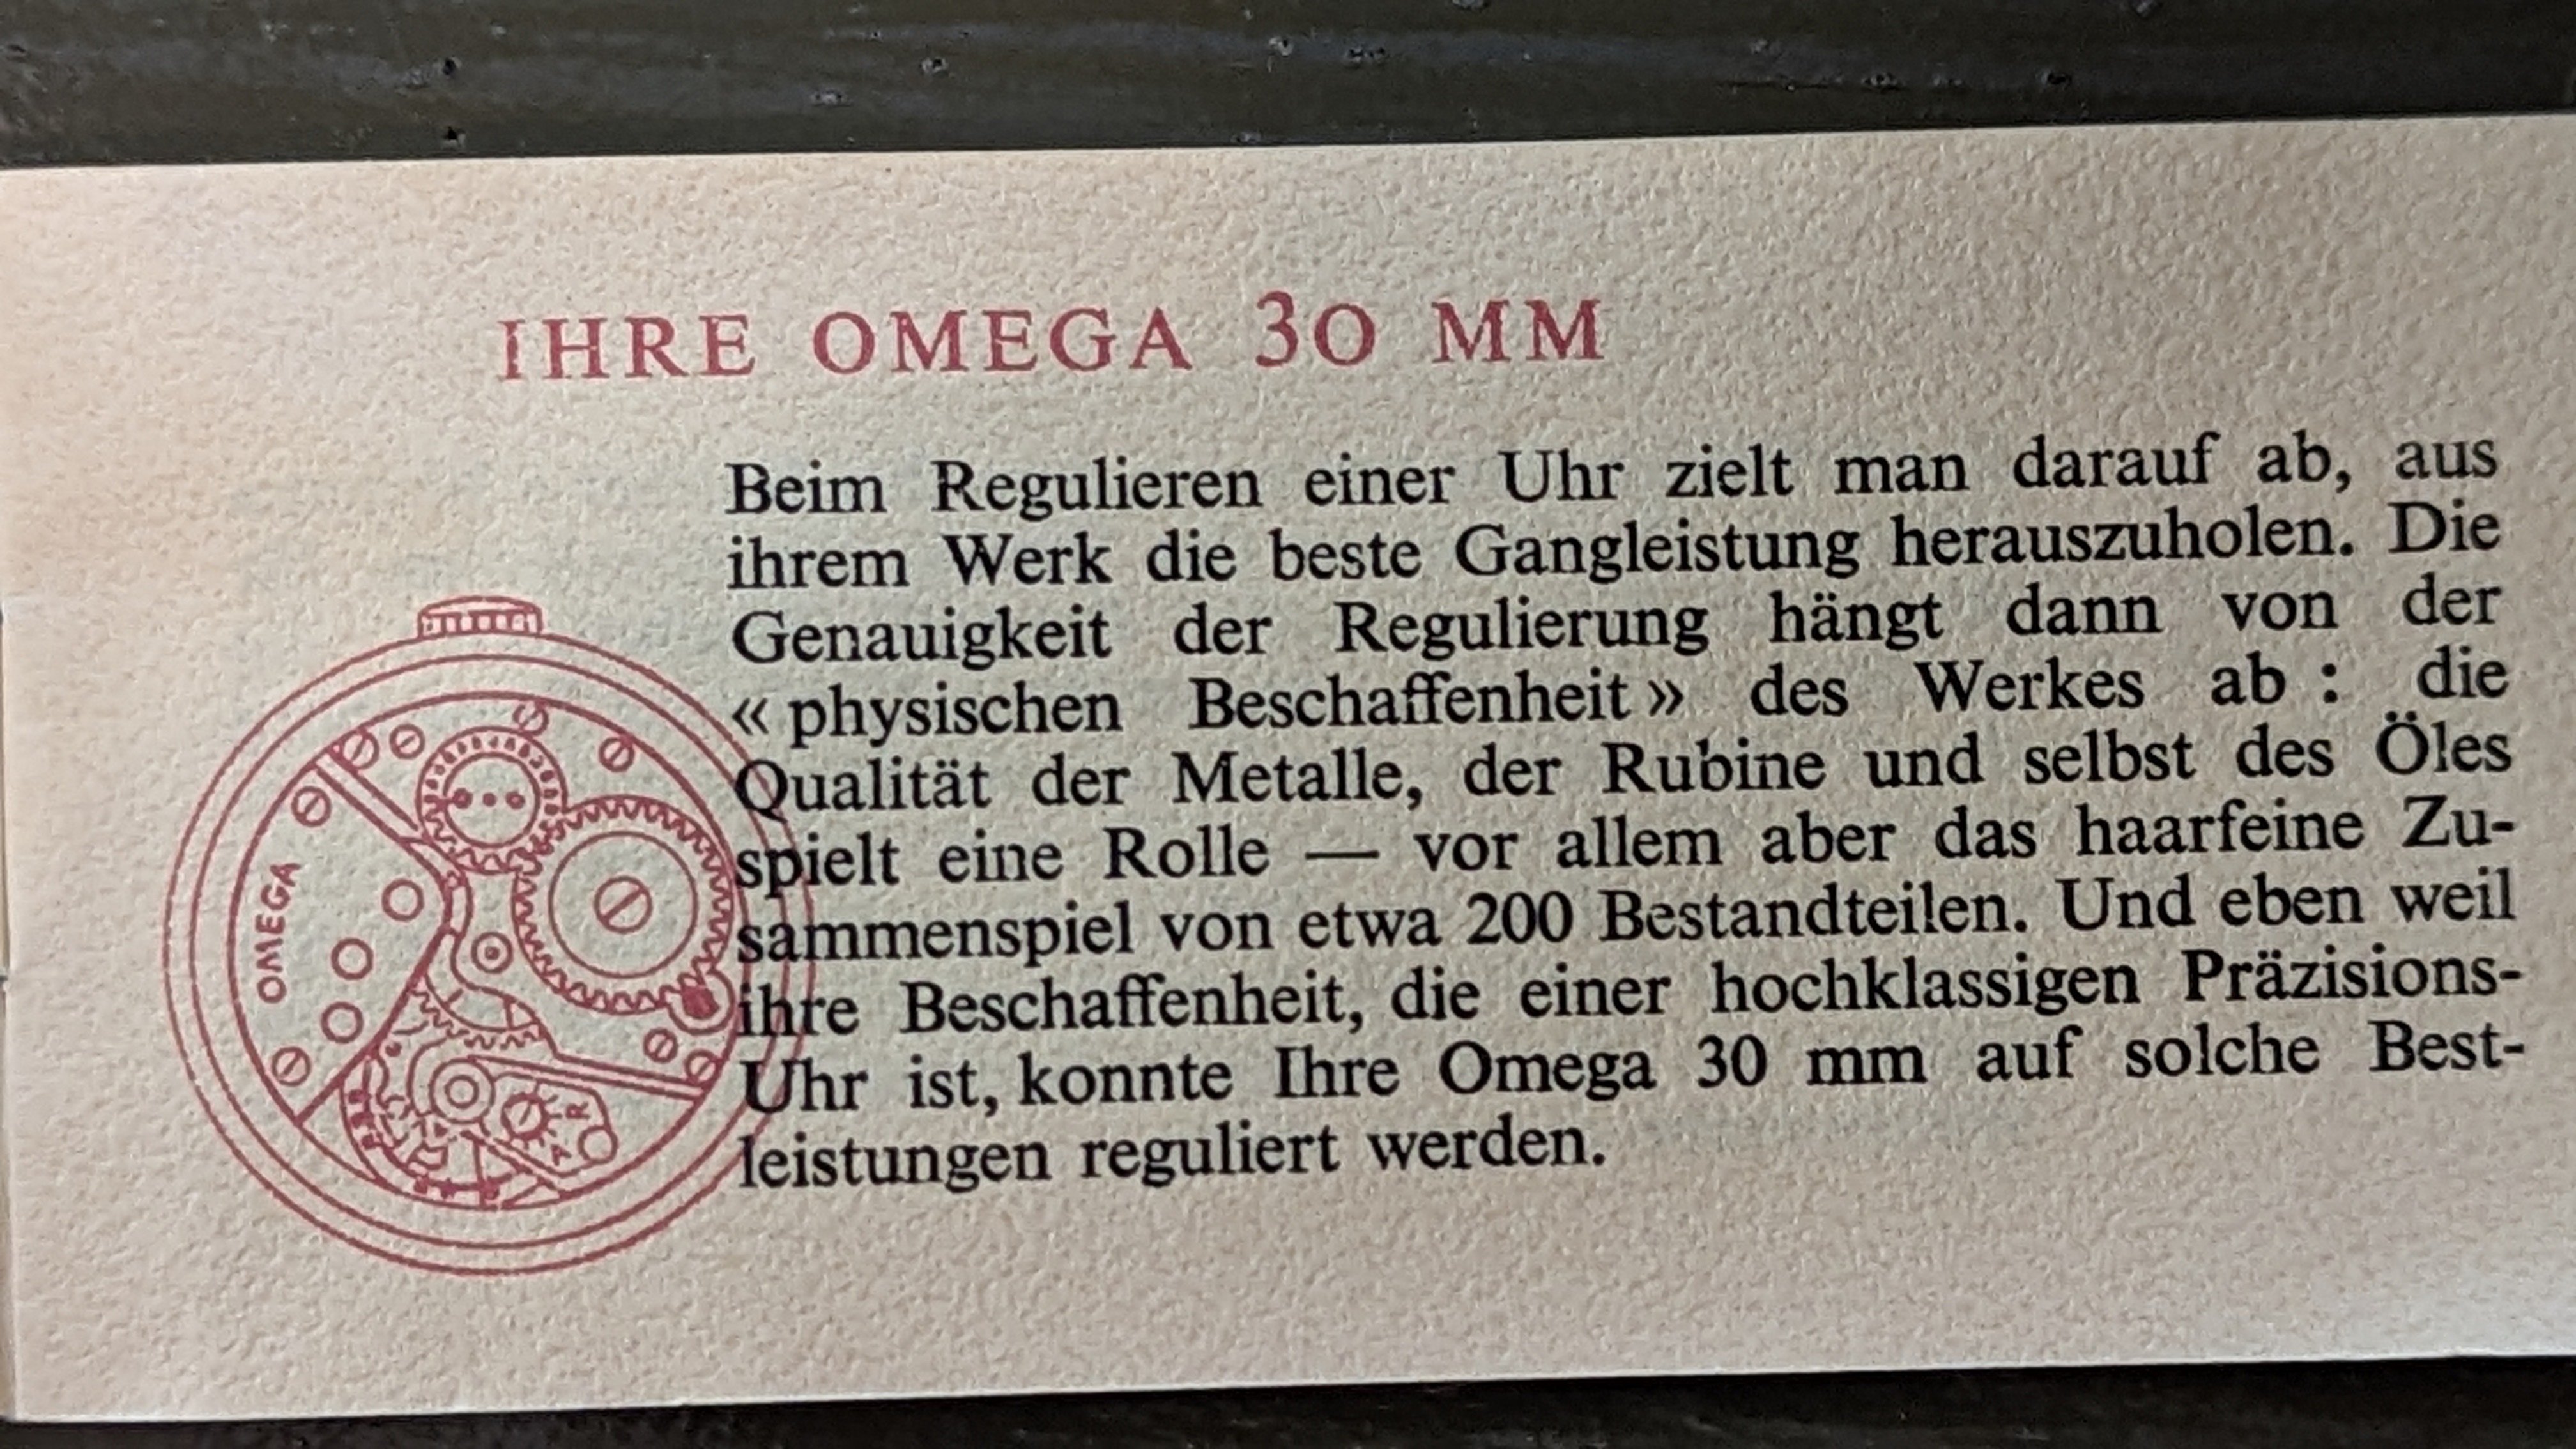 IHRE OMEGA 30 MM
Beim Regulieren einer Uhr zielt man darauf ab, aus
ihrem Werk die beste Gangleistung herauszuholen. Die
Genauigkeit der Regulierung hängt dann von der
« physischen Beschaffenheit » des Werkes ab : die
Qualität der Metalle, der Rubine und selbst des Öles
spielt eine Rolle — vor allem aber das haarfeine Zu-
sammenspiel von etwa 200 Bestandteilen. Und eben weil
ihre Beschaffenheit, die einer hochklassigen Präzisions-
Uhr ist, konnte Ihre Omega 30 mm auf solche Best-
leistungen reguliert werden.
OMEGA
R
A